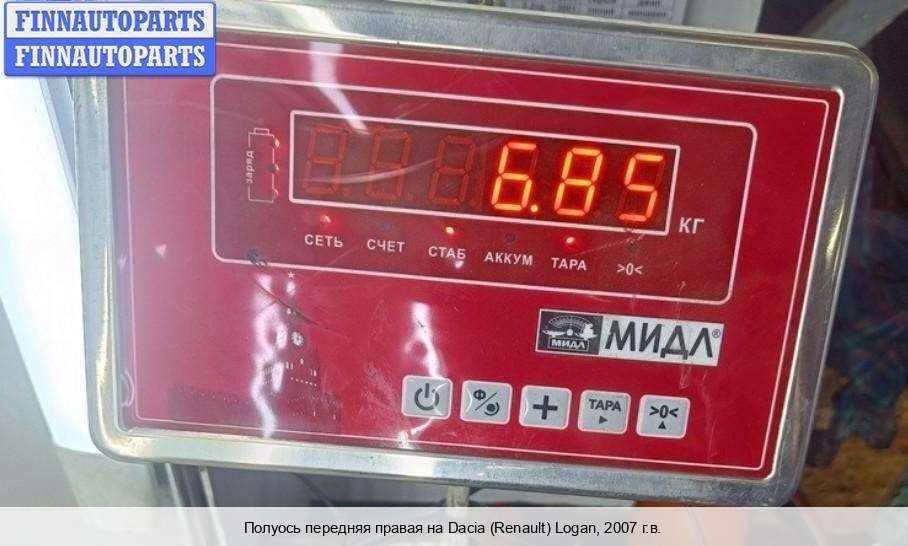 FINNAUTOPARTS
FINNAUTOPARTS
заряд
6.85
КГ
СЕТЬ СЧЕТ СТАБ АККУМ ТАРА >0<
МИДЛ МИДЛ®
Ф/ + ТАРА >0<
Полуось передняя правая на Dacia (Renault) Logan, 2007 г.в.